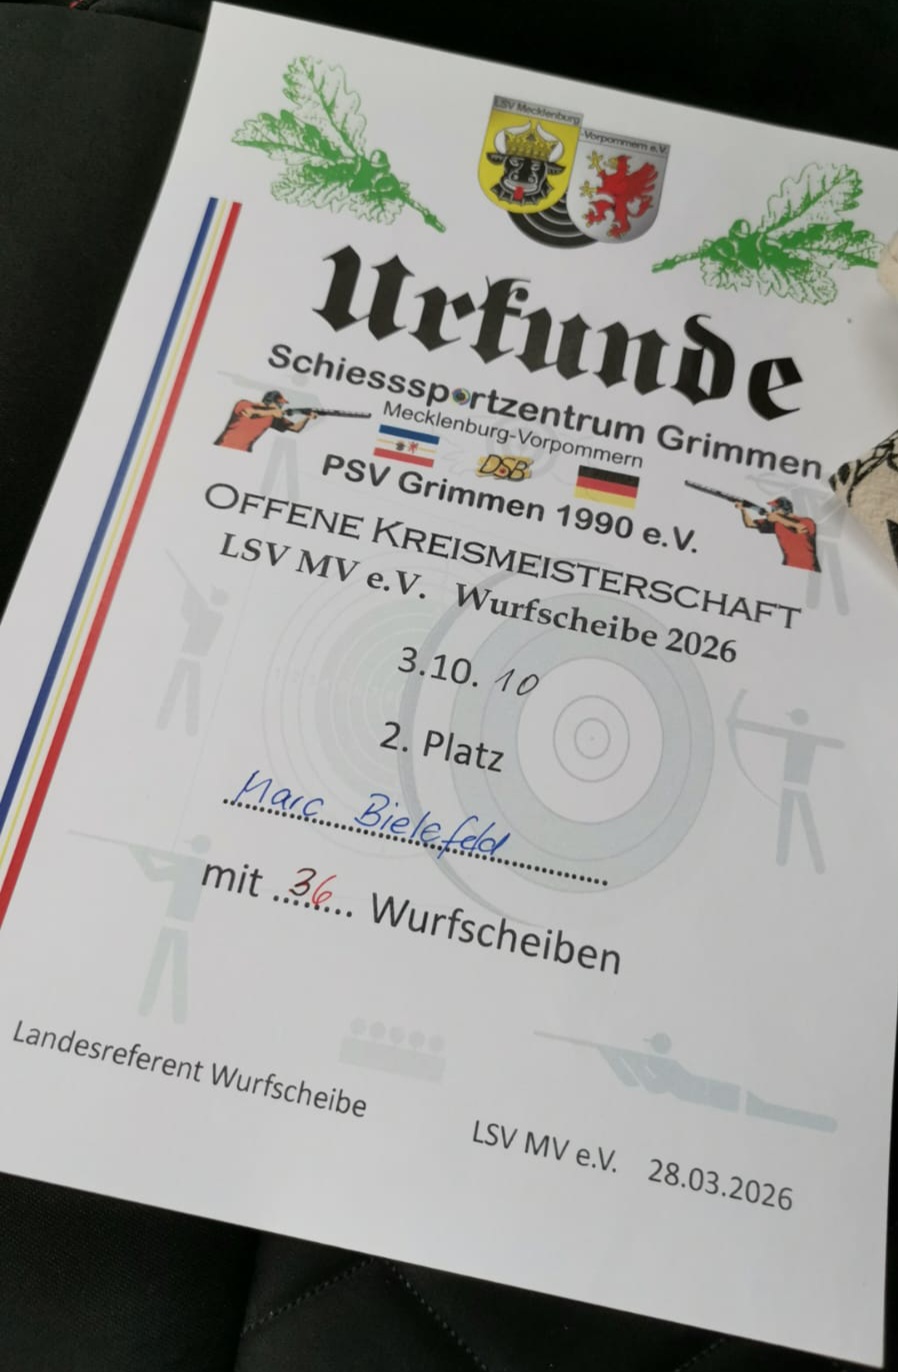 LSV Mecklenburg
-Vorpommern e.V.
Urkunde
Schiesssportzentrum Grimmen
Mecklenburg-Vorpommern
DSB
PSV Grimmen 1990 e.V.
OFFENE KREISMEISTERSCHAFT
LSV MV e.V. Wurfscheibe 2026
3.10. 10
2. Platz
Marc Bielefeld
mit ..36.. Wurfscheiben
Landesreferent Wurfscheibe
LSV MV e.V. 28.03.2026